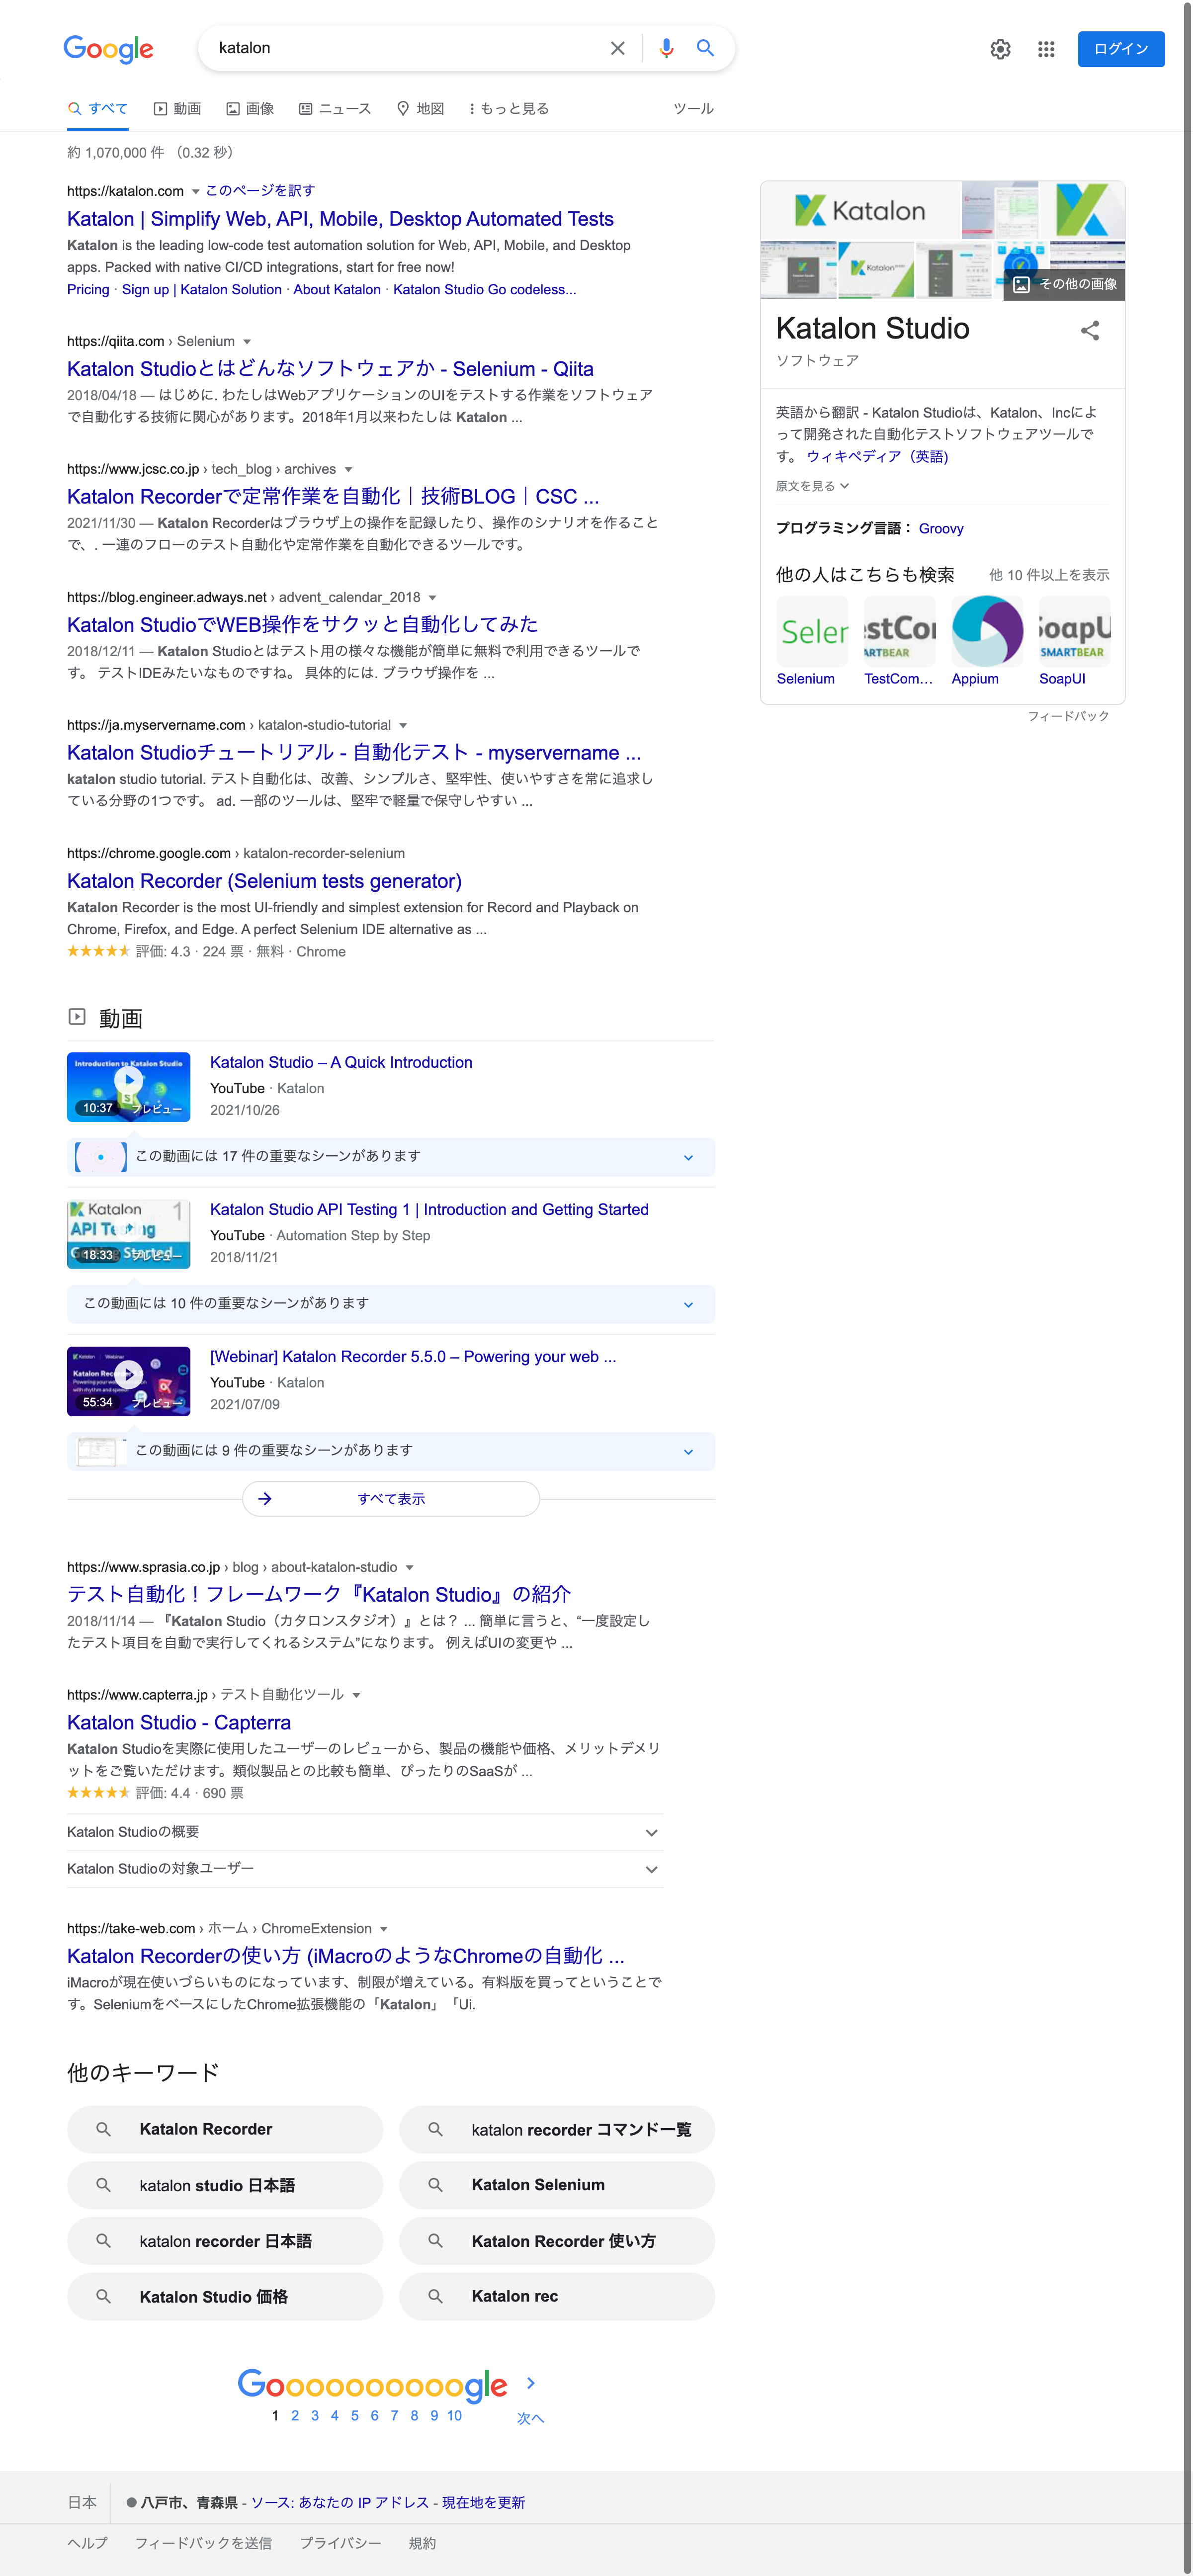 Google
katalon
ログイン
すべて
動画
画像
ニュース
地図
もっと見る
ツール
約 1,070,000 件 （0.32 秒）
https://katalon.com このページを訳す
Katalon | Simplify Web, API, Mobile, Desktop Automated Tests
Katalon is the leading low-code test automation solution for Web, API, Mobile, and Desktop
apps. Packed with native CI/CD integrations, start for free now!
Pricing · Sign up | Katalon Solution · About Katalon · Katalon Studio Go codeless...
https://qiita.com › Selenium
Katalon Studioとはどんなソフトウェアか - Selenium - Qiita
2018/04/18 — はじめに. わたしはWebアプリケーションのUIをテストする作業をソフトウェア
で自動化する技術に関心があります。2018年1月以来わたしは Katalon ...
https://www.jcsc.co.jp › tech_blog › archives
Katalon Recorderで定常作業を自動化｜技術BLOG｜CSC ...
2021/11/30 — Katalon Recorderはブラウザ上の操作を記録したり、操作のシナリオを作ること
で、. 一連のフローのテスト自動化や定常作業を自動化できるツールです。
https://blog.engineer.adways.net › advent_calendar_2018
Katalon StudioでWEB操作をサクッと自動化してみた
2018/12/11 — Katalon Studioとはテスト用の様々な機能が簡単に無料で利用できるツールで
す。 テストIDEみたいなものですね。 具体的には. ブラウザ操作を ...
https://ja.myservername.com › katalon-studio-tutorial
Katalon Studioチュートリアル - 自動化テスト - myservername ...
katalon studio tutorial. テスト自動化は、改善、シンプルさ、堅牢性、使いやすさを常に追求し
ている分野の1つです。 ad. 一部のツールは、堅牢で軽量で保守しやすい ...
https://chrome.google.com › katalon-recorder-selenium
Katalon Recorder (Selenium tests generator)
Katalon Recorder is the most UI-friendly and simplest extension for Record and Playback on
Chrome, Firefox, and Edge. A perfect Selenium IDE alternative as ...
評価: 4.3 · 224 票 · 無料 · Chrome
動画
Introduction to Katalon Studio
10:37 プレビュー
Katalon Studio – A Quick Introduction
YouTube · Katalon
2021/10/26
この動画には 17 件の重要なシーンがあります
Katalon 1
API Testing
18:33 プレビュー
Katalon Studio API Testing 1 | Introduction and Getting Started
YouTube · Automation Step by Step
2018/11/21
この動画には 10 件の重要なシーンがあります
55:34 プレビュー
[Webinar] Katalon Recorder 5.5.0 – Powering your web ...
YouTube · Katalon
2021/07/09
この動画には 9 件の重要なシーンがあります
すべて表示
https://www.sprasia.co.jp › blog › about-katalon-studio
テスト自動化！フレームワーク『Katalon Studio』の紹介
2018/11/14 — 『Katalon Studio（カタロンスタジオ）』とは？ ... 簡単に言うと、“一度設定し
たテスト項目を自動で実行してくれるシステム”になります。 例えばUIの変更や ...
https://www.capterra.jp › テスト自動化ツール
Katalon Studio - Capterra
Katalon Studioを実際に使用したユーザーのレビューから、製品の機能や価格、メリットデメリ
ットをご覧いただけます。類似製品との比較も簡単、ぴったりのSaaSが ...
評価: 4.4 · 690 票
Katalon Studioの概要
Katalon Studioの対象ユーザー
https://take-web.com › ホーム › ChromeExtension
Katalon Recorderの使い方 (iMacroのようなChromeの自動化 ...
iMacroが現在使いづらいものになっています、制限が増えている。有料版を買ってということで
す。SeleniumをベースにしたChrome拡張機能の「Katalon」 「Ui.
他のキーワード
Katalon Recorder
katalon recorder コマンド一覧
katalon studio 日本語
Katalon Selenium
katalon recorder 日本語
Katalon Recorder 使い方
Katalon Studio 価格
Katalon rec
Goooooooooogle
1 2 3 4 5 6 7 8 9 10
次へ
Katalon
その他の画像
Katalon Studio
ソフトウェア
英語から翻訳 - Katalon Studioは、Katalon、Incによ
って開発された自動化テストソフトウェアツールで
す。 ウィキペディア（英語）
原文を見る
プログラミング言語： Groovy
他の人はこちらも検索 他 10 件以上を表示
Selenium
TestCom...
Appium
SoapUI
フィードバック
日本
八戸市、青森県 - ソース: あなたの IP アドレス - 現在地を更新
ヘルプ フィードバックを送信 プライバシー 規約